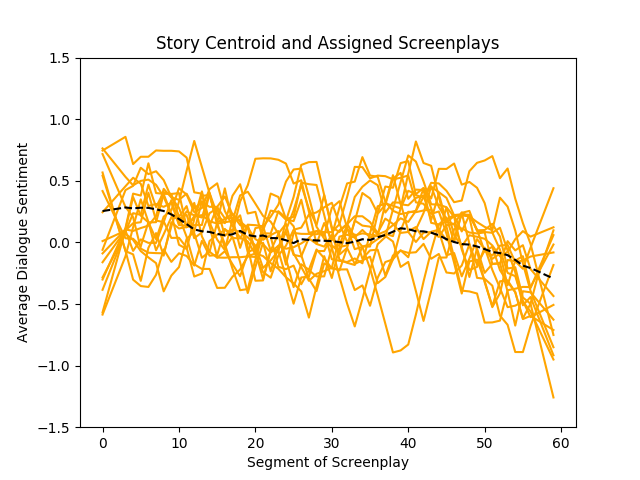 Story Centroid and Assigned Screenplays
1.5
1.0
0.5
0.0
−0.5
−1.0
−1.5
Average Dialogue Sentiment
0 10 20 30 40 50 60
Segment of Screenplay